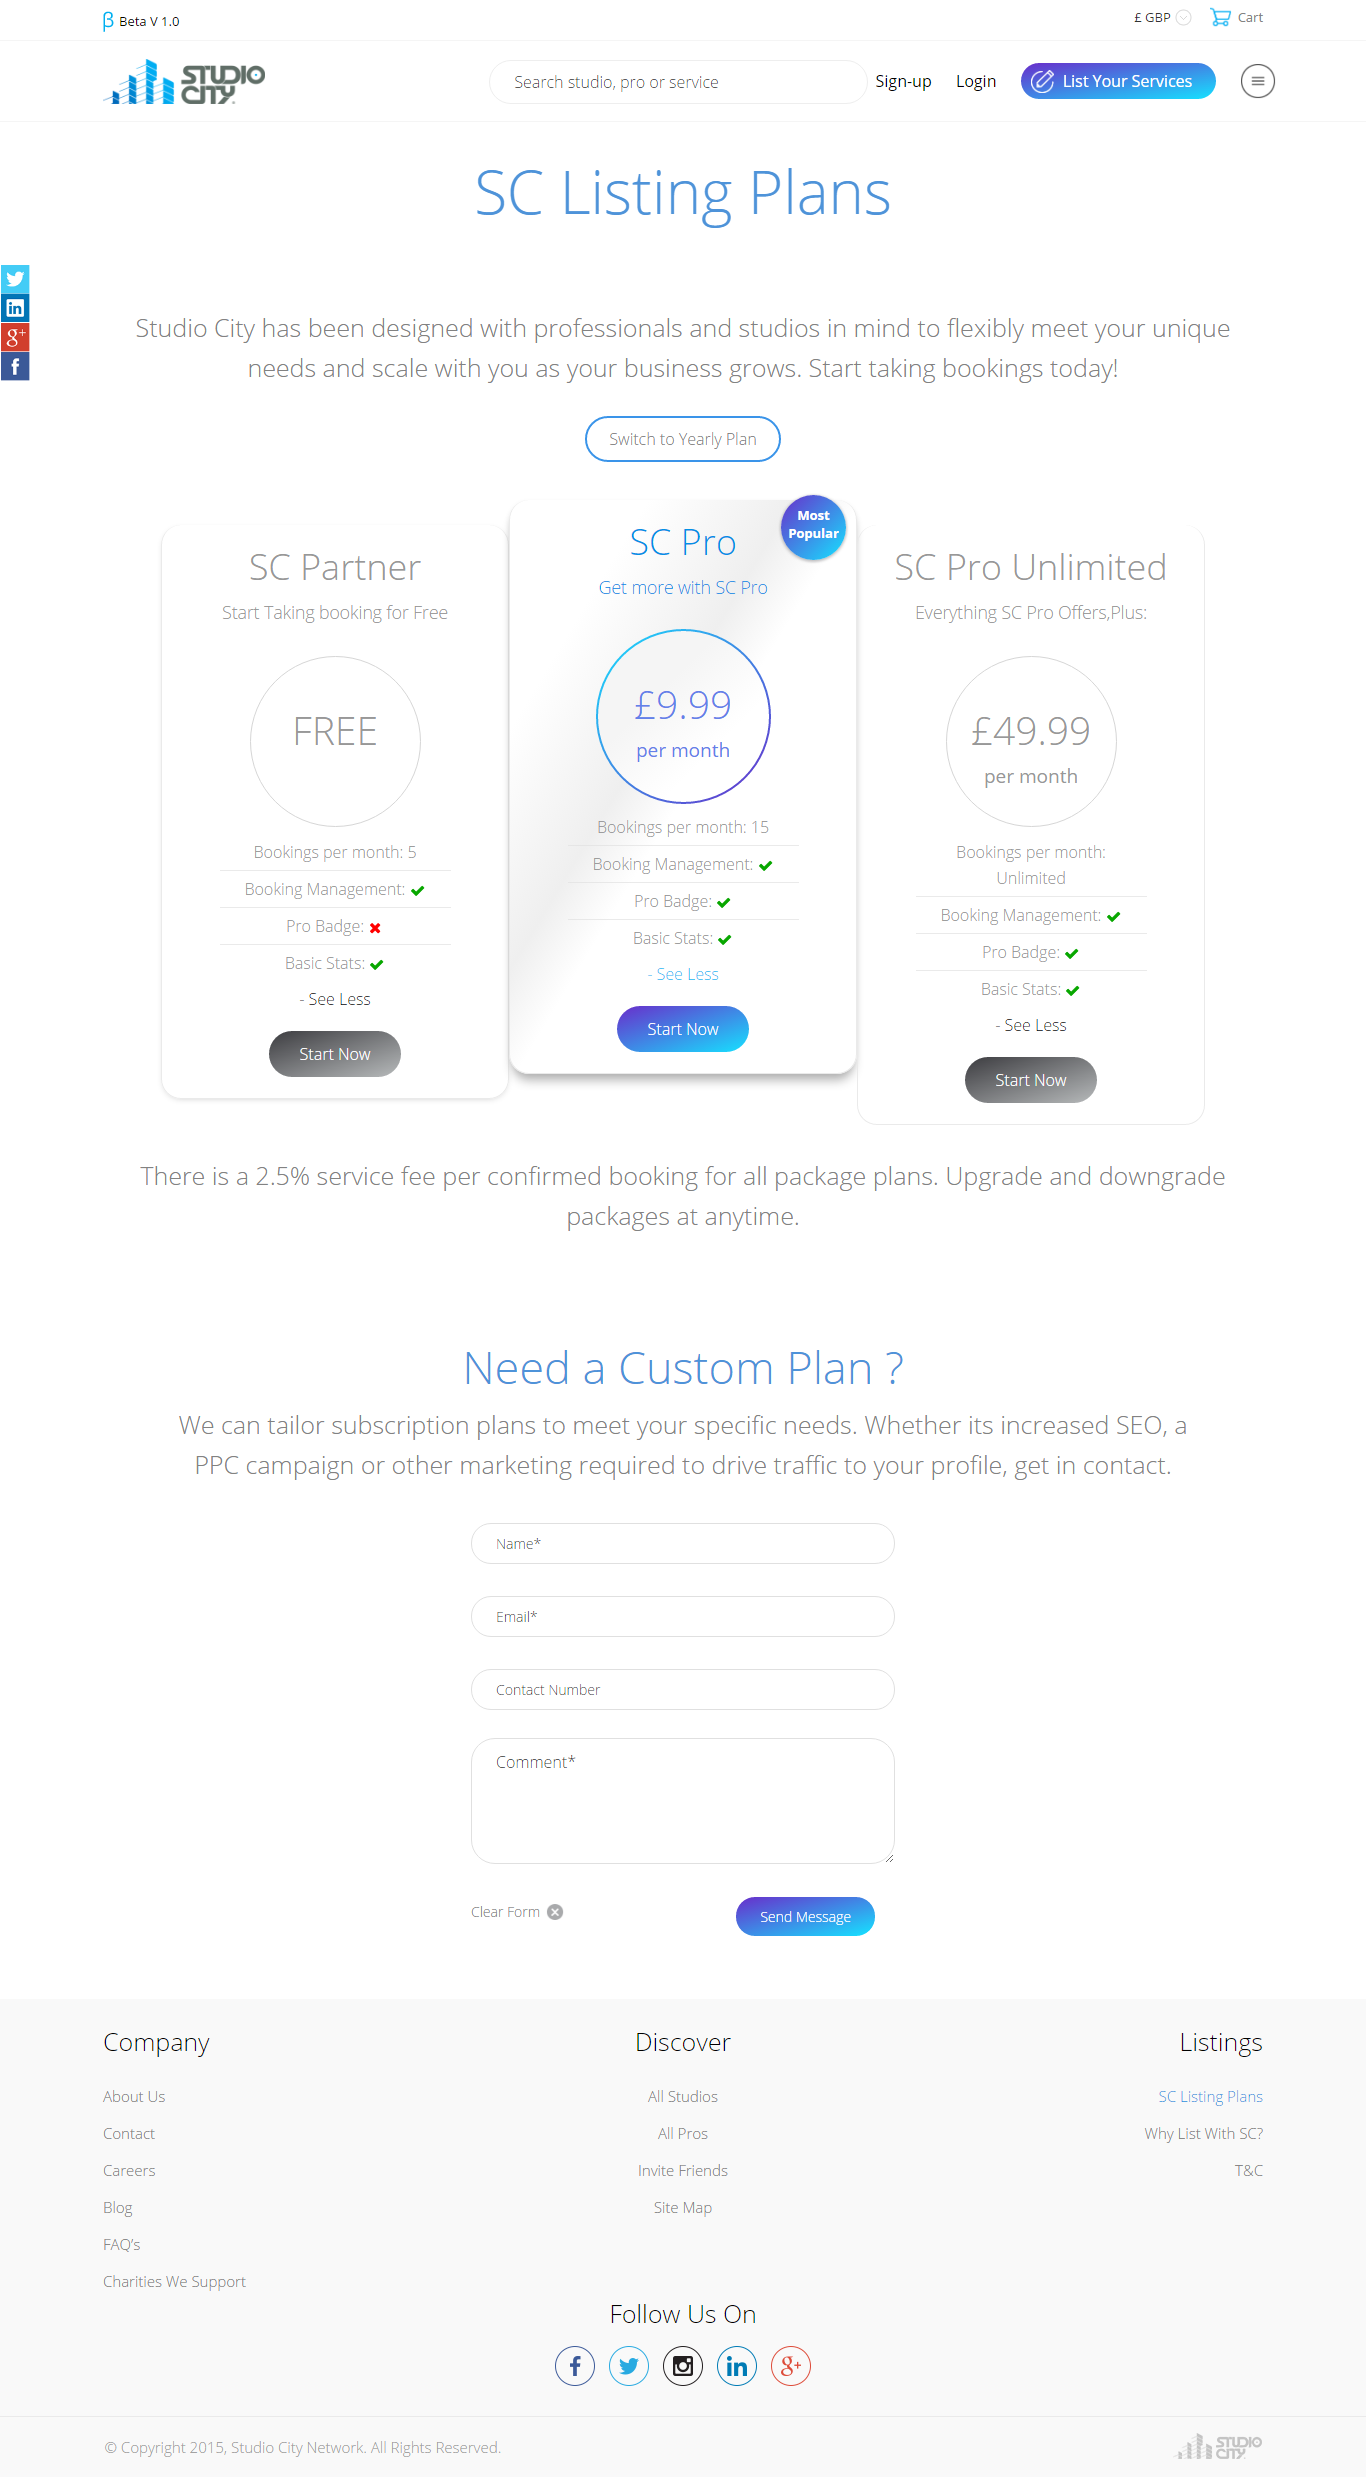 β Beta V 1.0
£ GBP
Cart
STUDIO
CITY
Search studio, pro or service
Sign-up
Login
List Your Services
SC Listing Plans
Studio City has been designed with professionals and studios in mind to flexibly meet your unique
needs and scale with you as your business grows. Start taking bookings today!
Switch to Yearly Plan
SC Partner
Start Taking booking for Free
FREE
Bookings per month: 5
Booking Management:
Pro Badge:
Basic Stats:
- See Less
Start Now
Most
Popular
SC Pro
Get more with SC Pro
£9.99
per month
Bookings per month: 15
Booking Management:
Pro Badge:
Basic Stats:
- See Less
Start Now
SC Pro Unlimited
Everything SC Pro Offers,Plus:
£49.99
per month
Bookings per month:
Unlimited
Booking Management:
Pro Badge:
Basic Stats:
- See Less
Start Now
There is a 2.5% service fee per confirmed booking for all package plans. Upgrade and downgrade
packages at anytime.
Need a Custom Plan ?
We can tailor subscription plans to meet your specific needs. Whether its increased SEO, a
PPC campaign or other marketing required to drive traffic to your profile, get in contact.
Name*
Email*
Contact Number
Comment*
Clear Form
Send Message
Company
About Us
Contact
Careers
Blog
FAQ's
Charities We Support
Discover
All Studios
All Pros
Invite Friends
Site Map
Listings
SC Listing Plans
Why List With SC?
T&C
Follow Us On
© Copyright 2015, Studio City Network. All Rights Reserved.
STUDIO
CITY